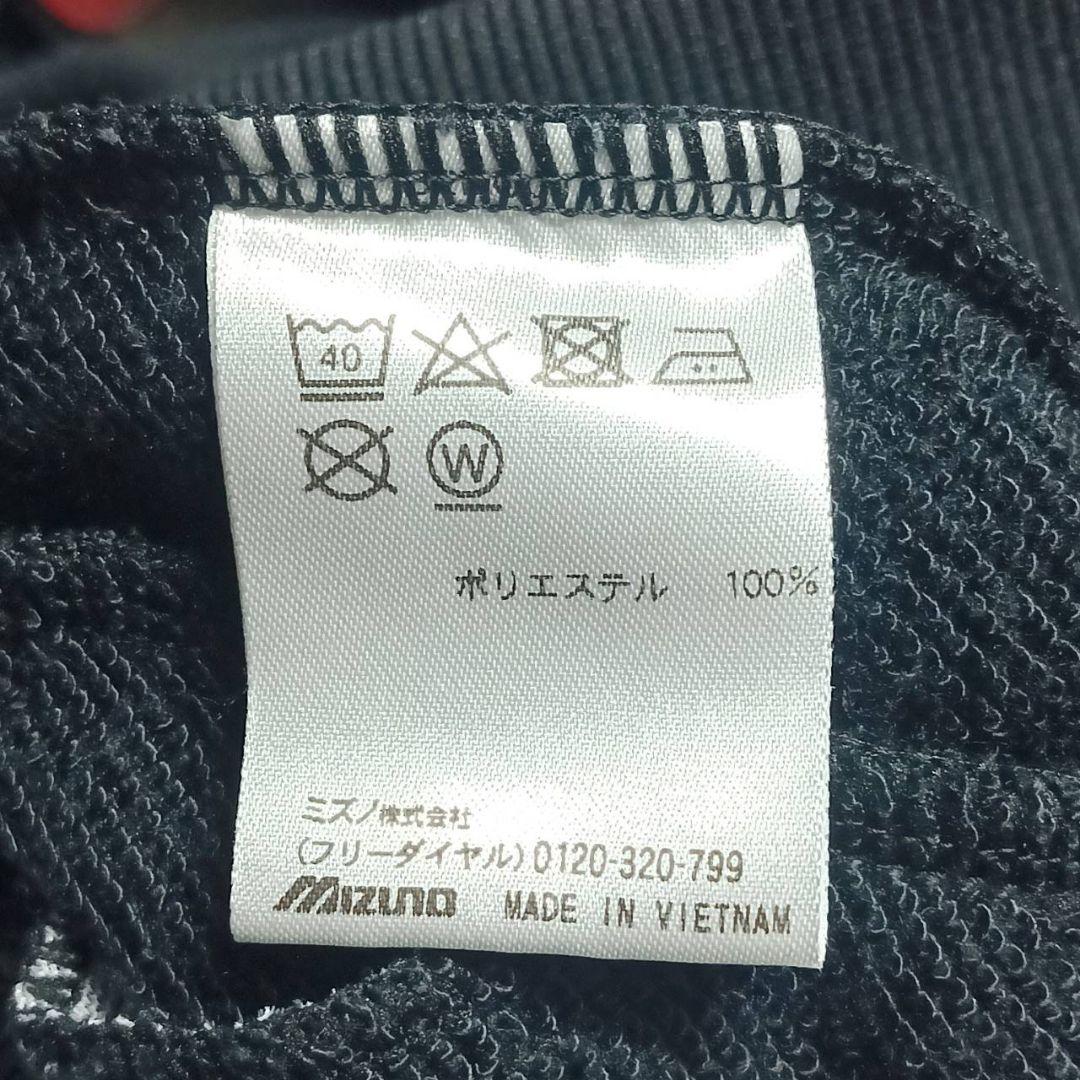 40
W
ポリエステル 100%
ミズノ株式会社
(フリーダイヤル)0120-320-799
MIZUNO MADE IN VIETNAM